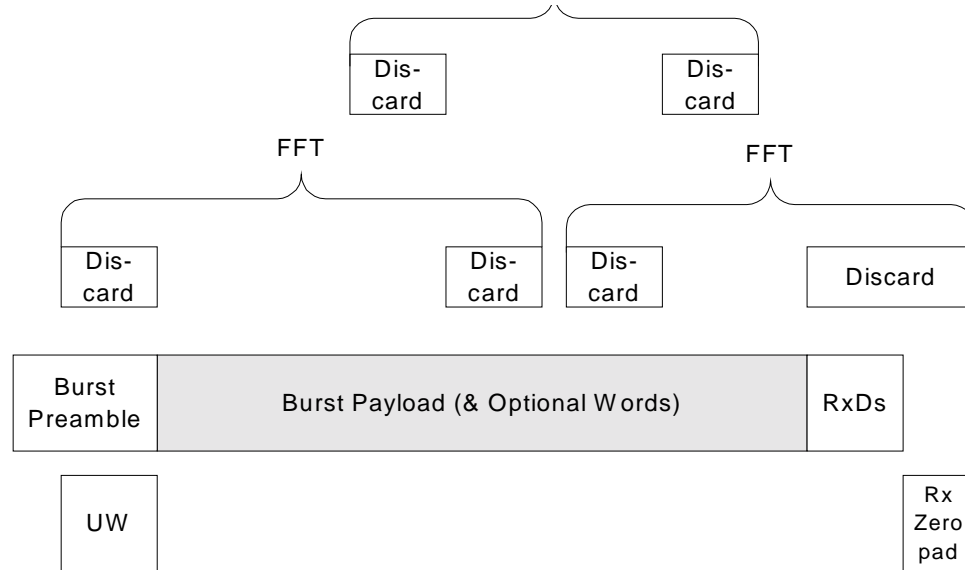 Dis-
card
Dis-
card
FFT
FFT
Dis-
card
Dis-
card
Dis-
card
Discard
Burst
Preamble
Burst Payload (& Optional Words)
RxDs
UW
Rx
Zero
pad